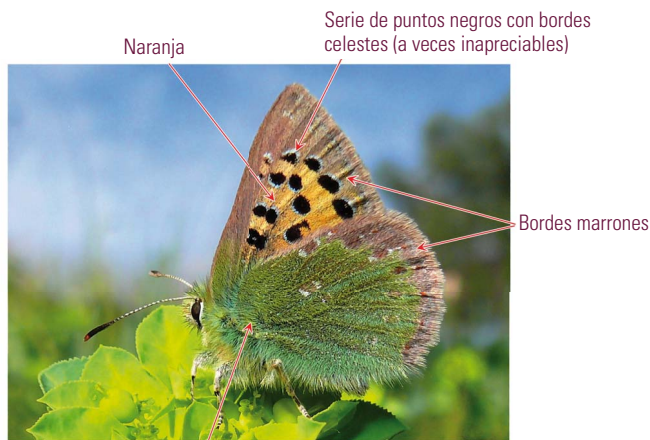 Serie de puntos negros con bordes
celestes (a veces inapreciables)
Naranja
Bordes marrones